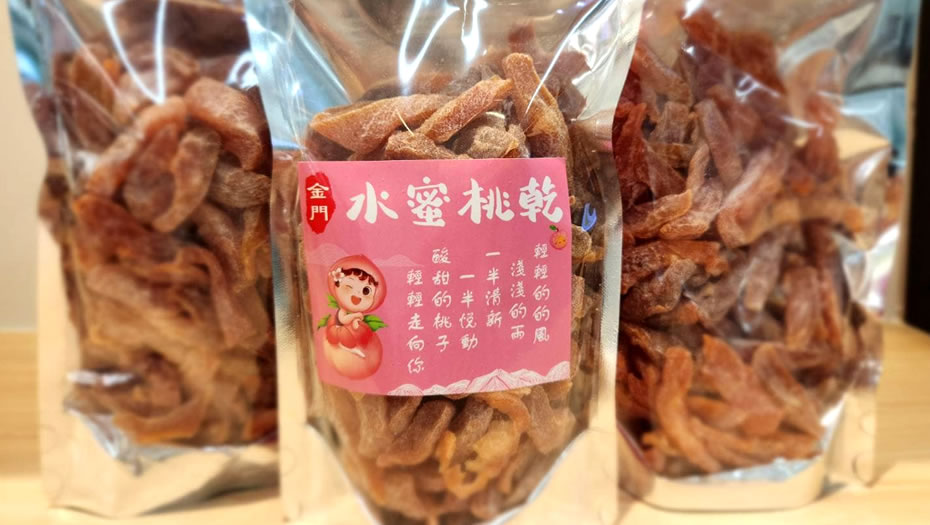 金門
水蜜桃乾
輕輕的的風
淺淺的雨
一半清新
一半悅動
酸甜的桃子
輕輕走向你